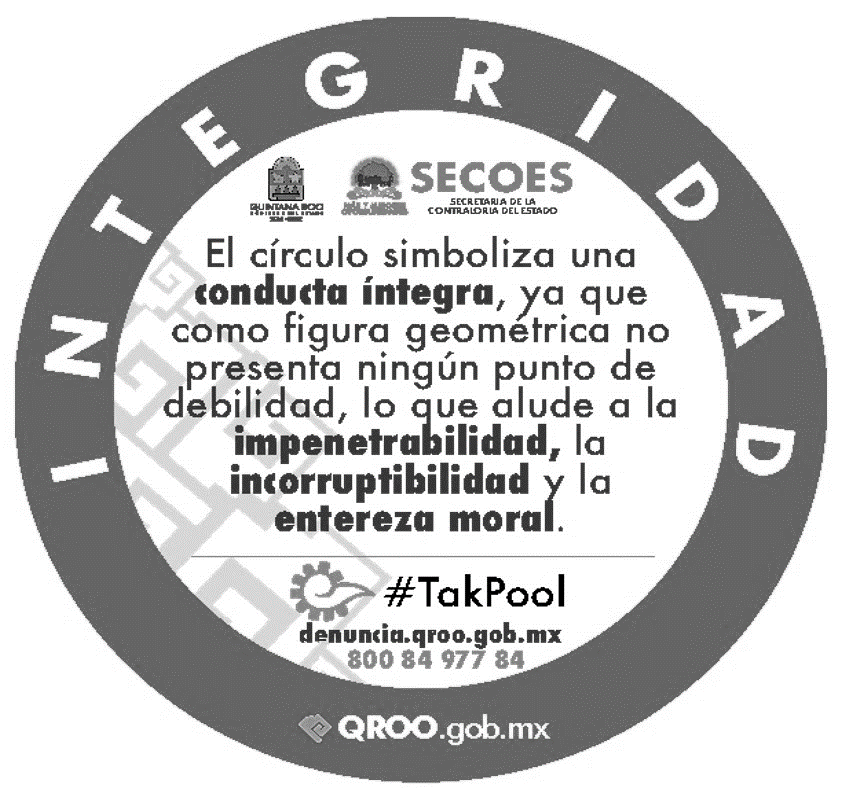 INTEGRIDAD
QUINTANA ROO
SECOES
SECRETARÍA DE LA
CONTRALORÍA DEL ESTADO
El círculo simboliza una
conducta íntegra, ya que
como figura geométrica no
presenta ningún punto de
debilidad, lo que alude a la
impenetrabilidad, la
incorruptibilidad y la
entereza moral.
#TakPool
denuncia.qroo.gob.mx
800 84 977 84
QROO.gob.mx